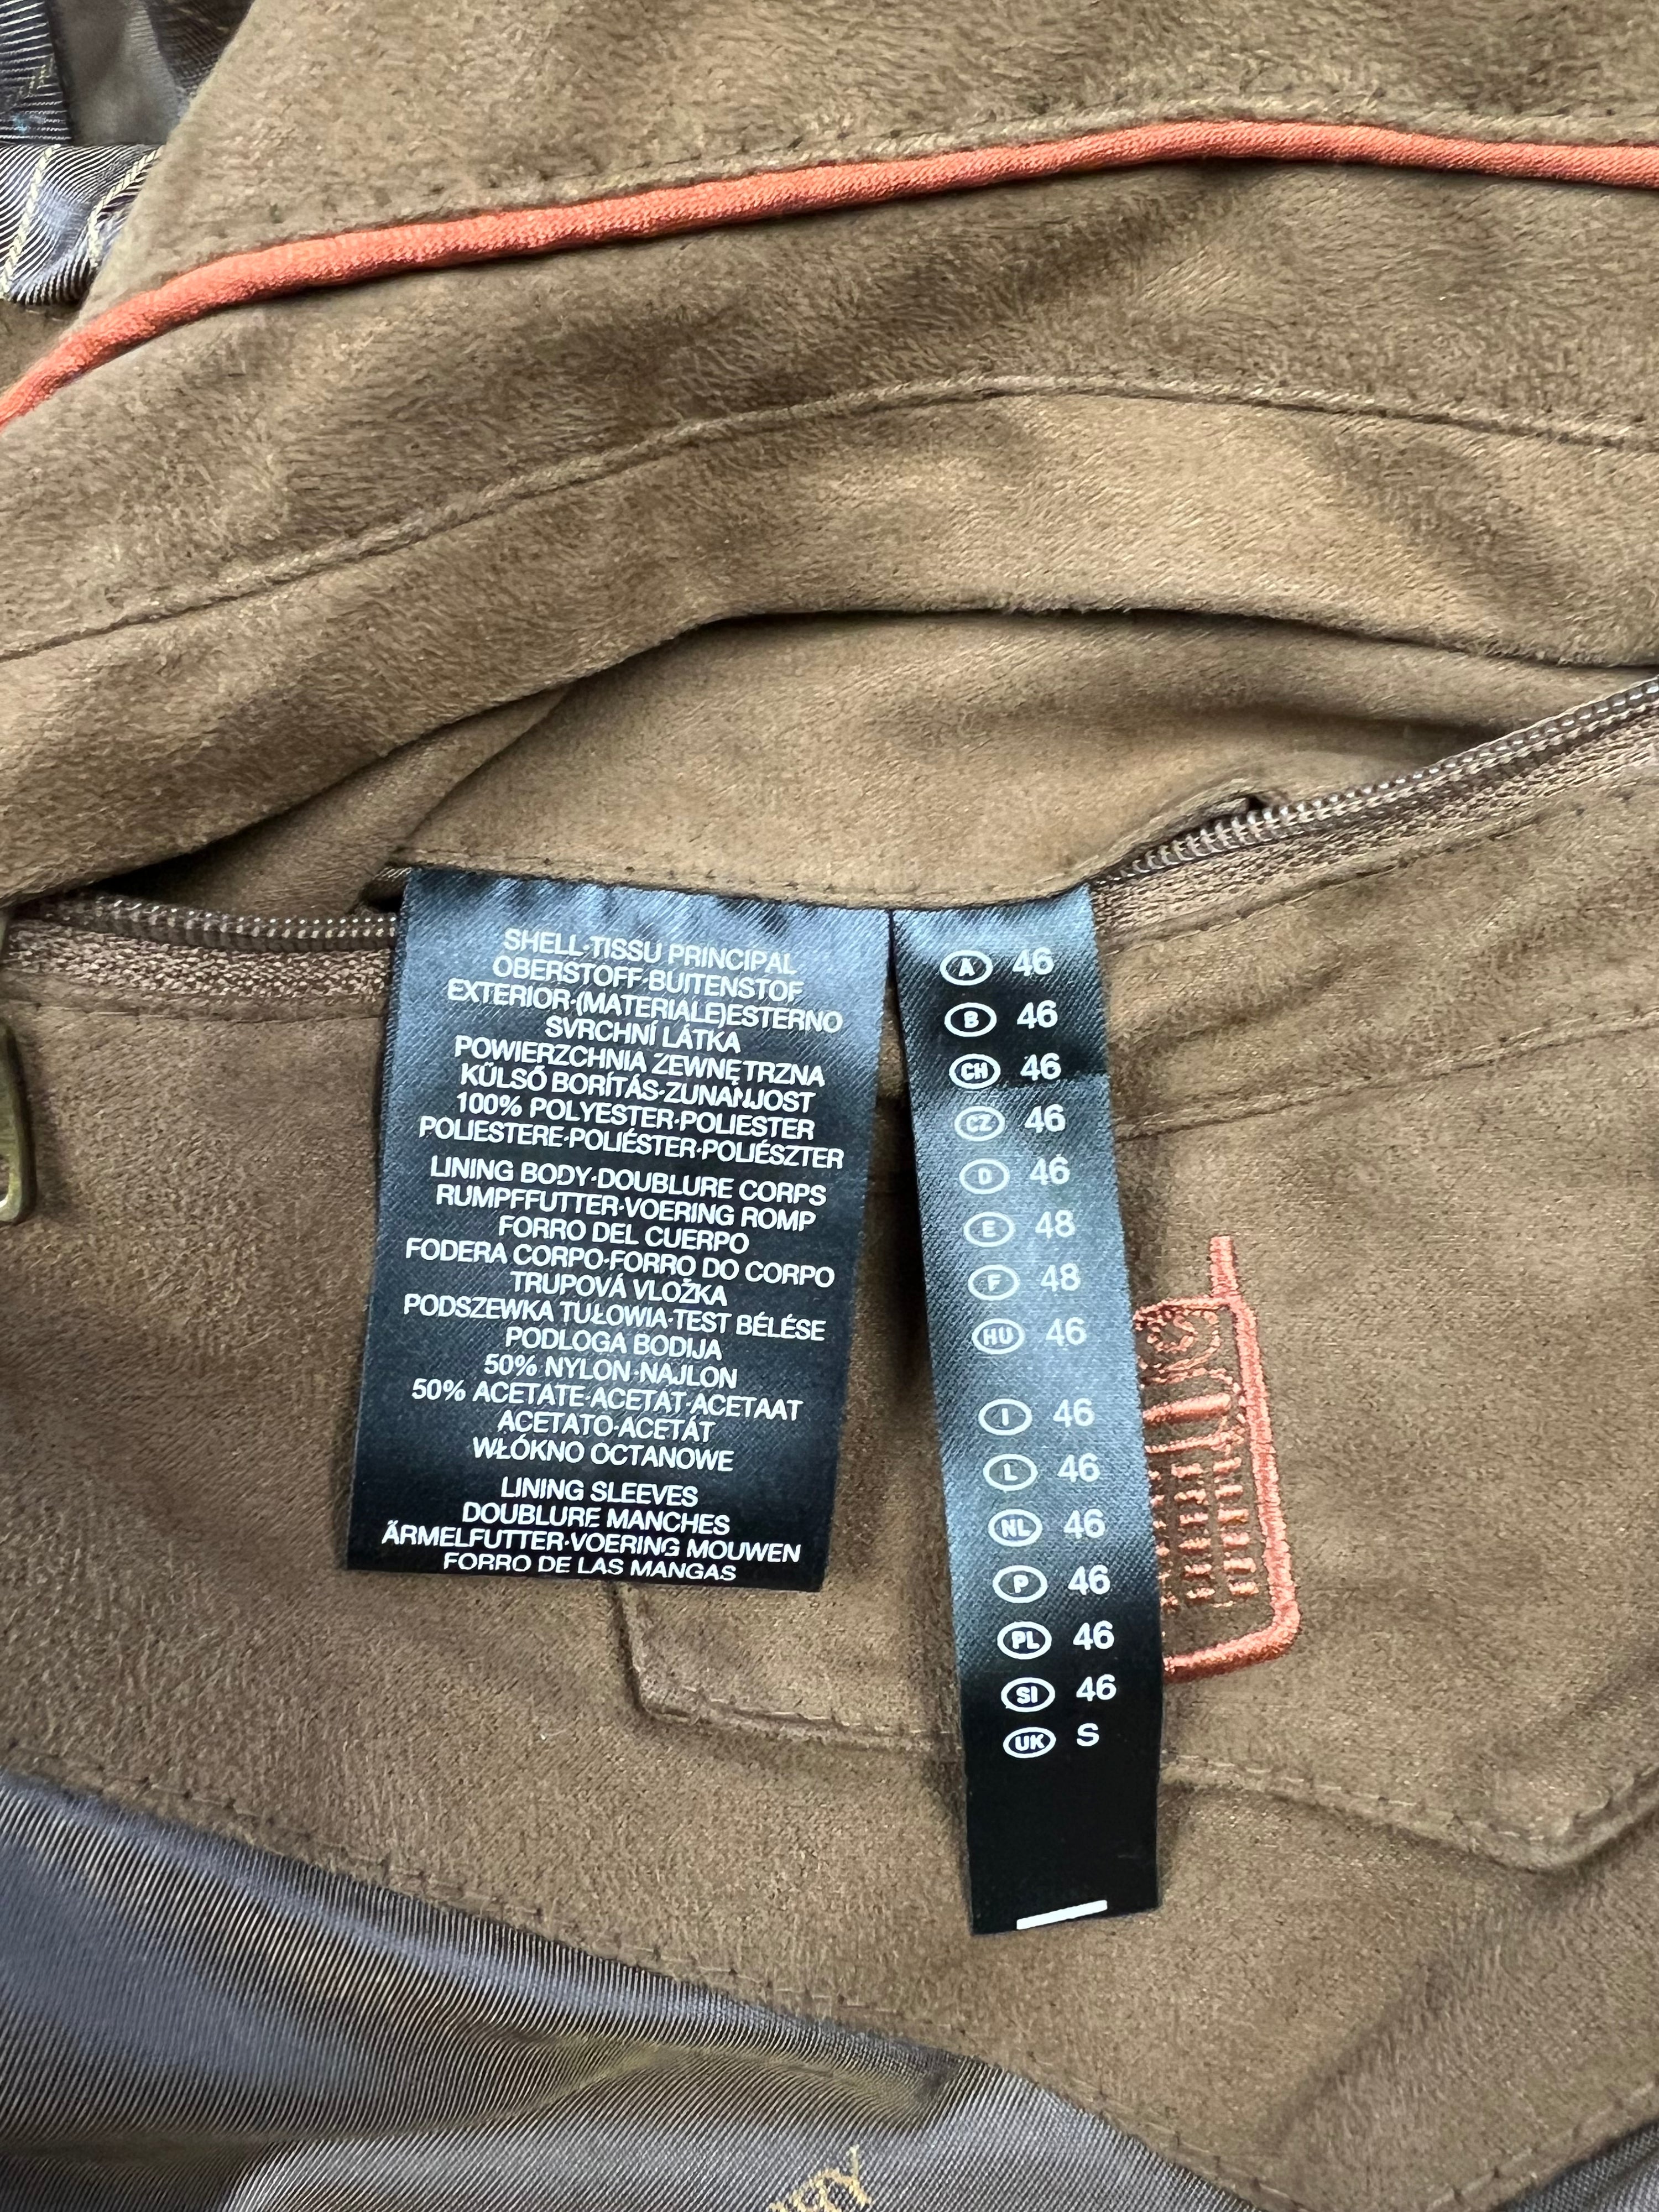 SHELL·TISSU PRINCIPAL
OBERSTOFF·BUITENSTOF
EXTERIOR·(MATERIALE)ESTERNO
SVRCHNÍ LÁTKA
POWIERZCHNIA ZEWNĘTRZNA
KÜLSŐ BORÍTÁS·ZUNANJOST
100% POLYESTER·POLIESTER
POLIESTERE·POLIÉSTER·POLIÉSZTER
LINING BODY·DOUBLURE CORPS
RUMPFFUTTER·VOERING ROMP
FORRO DEL CUERPO
FODERA CORPO·FORRO DO CORPO
TRUPOVÁ VLOŽKA
PODSZEWKA TUŁOWIA·TEST BÉLÉSE
PODLOGA BODIJA
50% NYLON·NAJLON
50% ACETATE·ACETAT·ACETAAT
ACETATO·ACETÁT
WŁÓKNO OCTANOWE
LINING SLEEVES
DOUBLURE MANCHES
ÄRMELFUTTER·VOERING MOUWEN
FORRO DE LAS MANGAS
A 46
B 46
CH 46
CZ 46
D 46
E 48
F 48
HU 46
I 46
L 46
NL 46
P 46
PL 46
SI 46
UK S